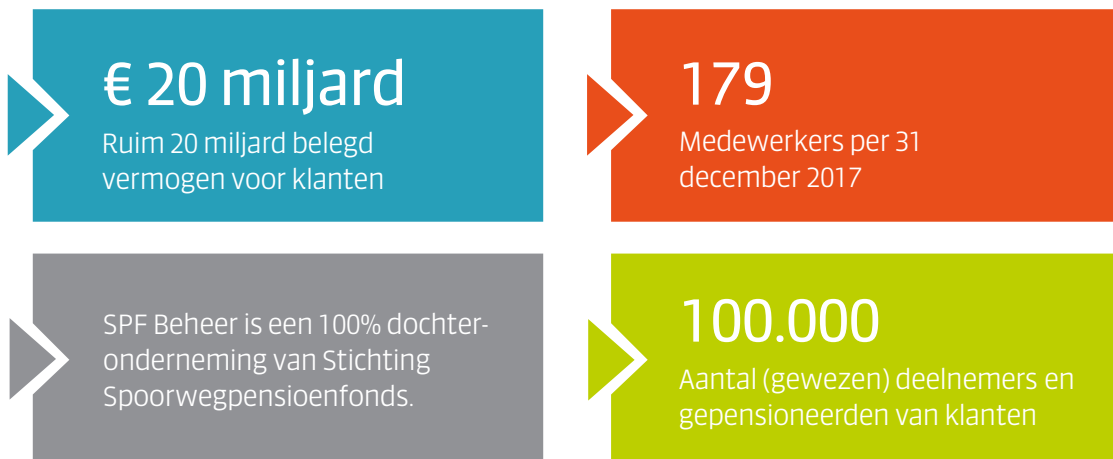 € 20 miljard
Ruim 20 miljard belegd
vermogen voor klanten
179
Medewerkers per 31
december 2017
SPF Beheer is een 100% dochter-
onderneming van Stichting
Spoorwegpensioenfonds.
100.000
Aantal (gewezen) deelnemers en
gepensioneerden van klanten